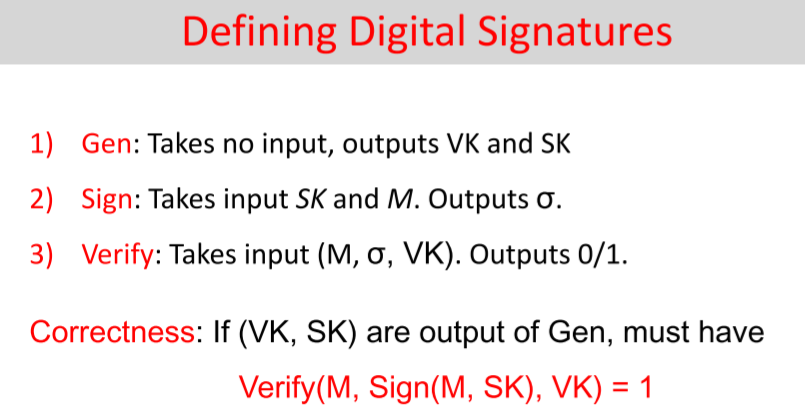 Defining Digital Signatures
1) Gen: Takes no input, outputs VK and SK
2) Sign: Takes input SK and M. Outputs σ.
3) Verify: Takes input (M, σ, VK). Outputs 0/1.
Correctness: If (VK, SK) are output of Gen, must have
Verify(M, Sign(M, SK), VK) = 1